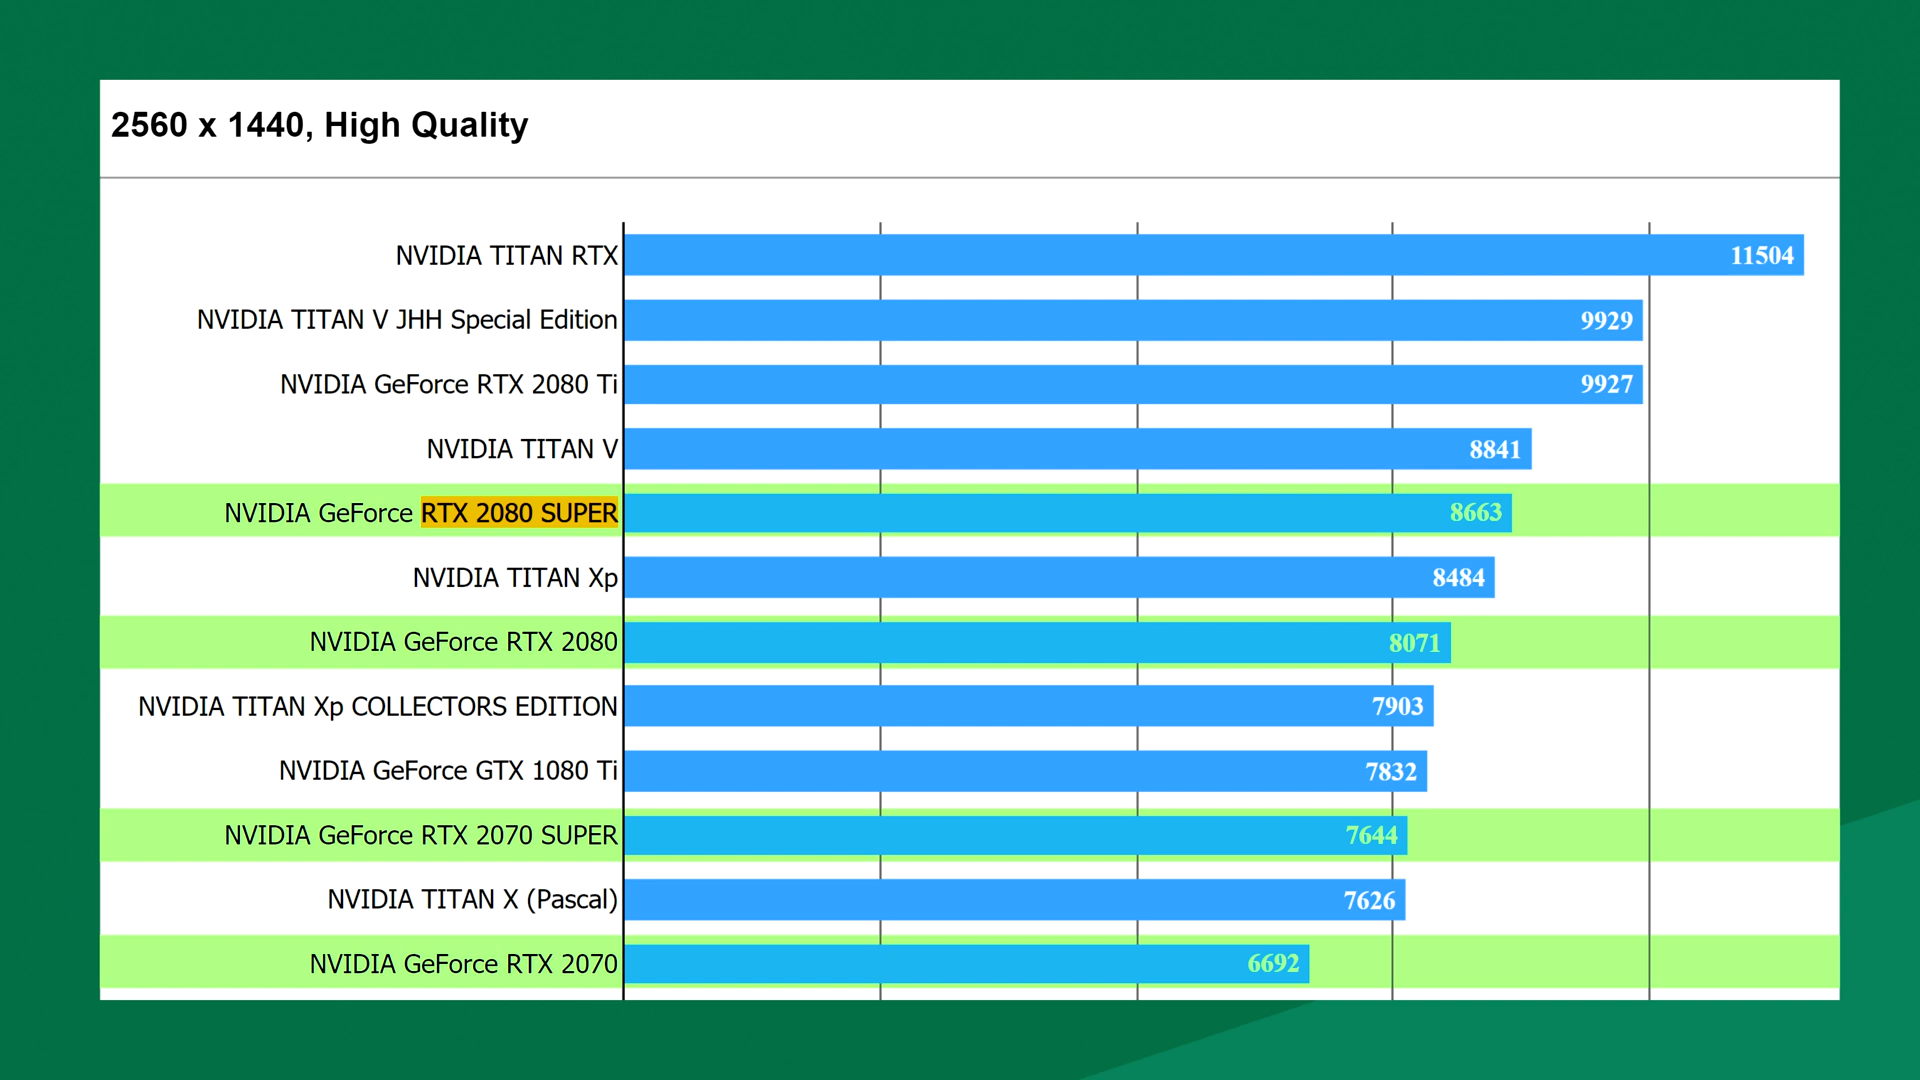 2560 x 1440, High Quality
NVIDIA TITAN RTX 11504
NVIDIA TITAN V JHH Special Edition 9929
NVIDIA GeForce RTX 2080 Ti 9927
NVIDIA TITAN V 8841
NVIDIA GeForce RTX 2080 SUPER 8663
NVIDIA TITAN Xp 8484
NVIDIA GeForce RTX 2080 8071
NVIDIA TITAN Xp COLLECTORS EDITION 7903
NVIDIA GeForce GTX 1080 Ti 7832
NVIDIA GeForce RTX 2070 SUPER 7644
NVIDIA TITAN X (Pascal) 7626
NVIDIA GeForce RTX 2070 6692